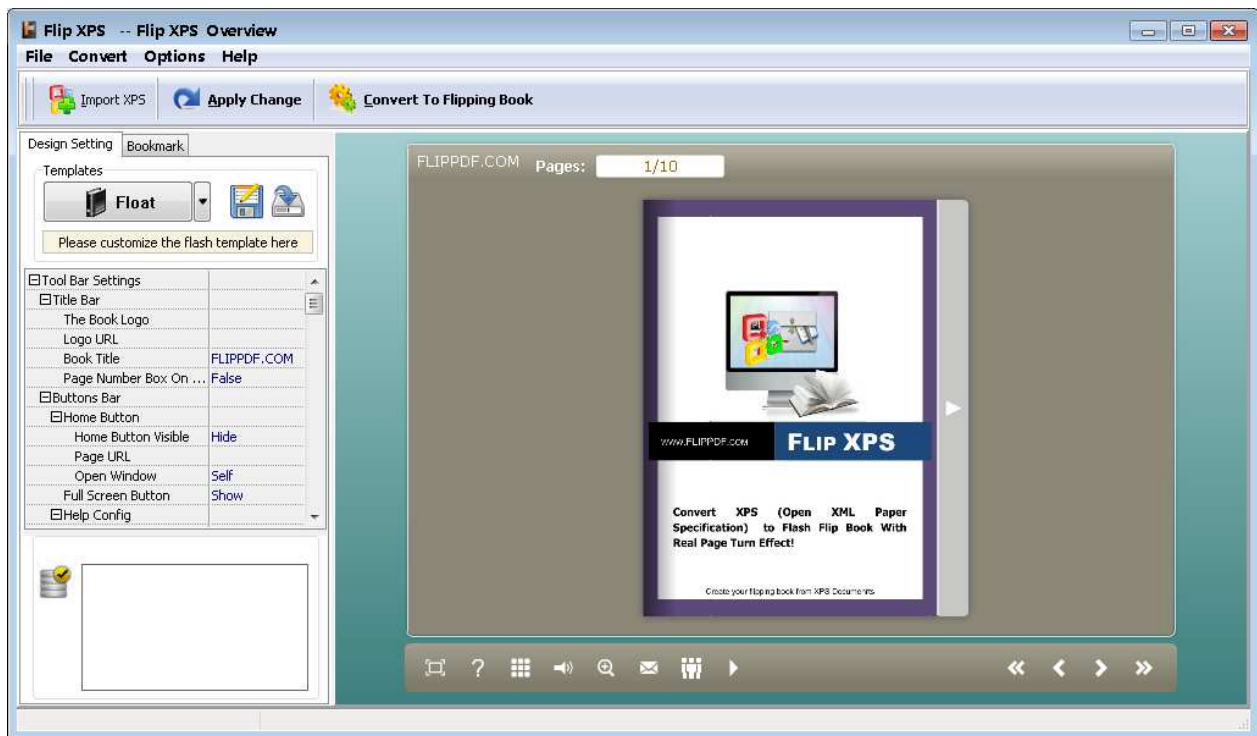 Flip XPS -- Flip XPS Overview
File Convert Options Help
Import XPS Apply Change Convert To Flipping Book
Design Setting Bookmark
Templates
Float
Please customize the flash template here
Tool Bar Settings
Title Bar
The Book Logo
Logo URL
Book Title FLIPPDF.COM
Page Number Box On ... False
Buttons Bar
Home Button
Home Button Visible Hide
Page URL
Open Window Self
Full Screen Button Show
Help Config
FLIPPDF.COM Pages: 1/10
WWW.FLIPPDF.COM FLIP XPS
Convert XPS (Open XML Paper
Specification) to Flash Flip Book With
Real Page Turn Effect!
Create your flipping book from XPS Documents